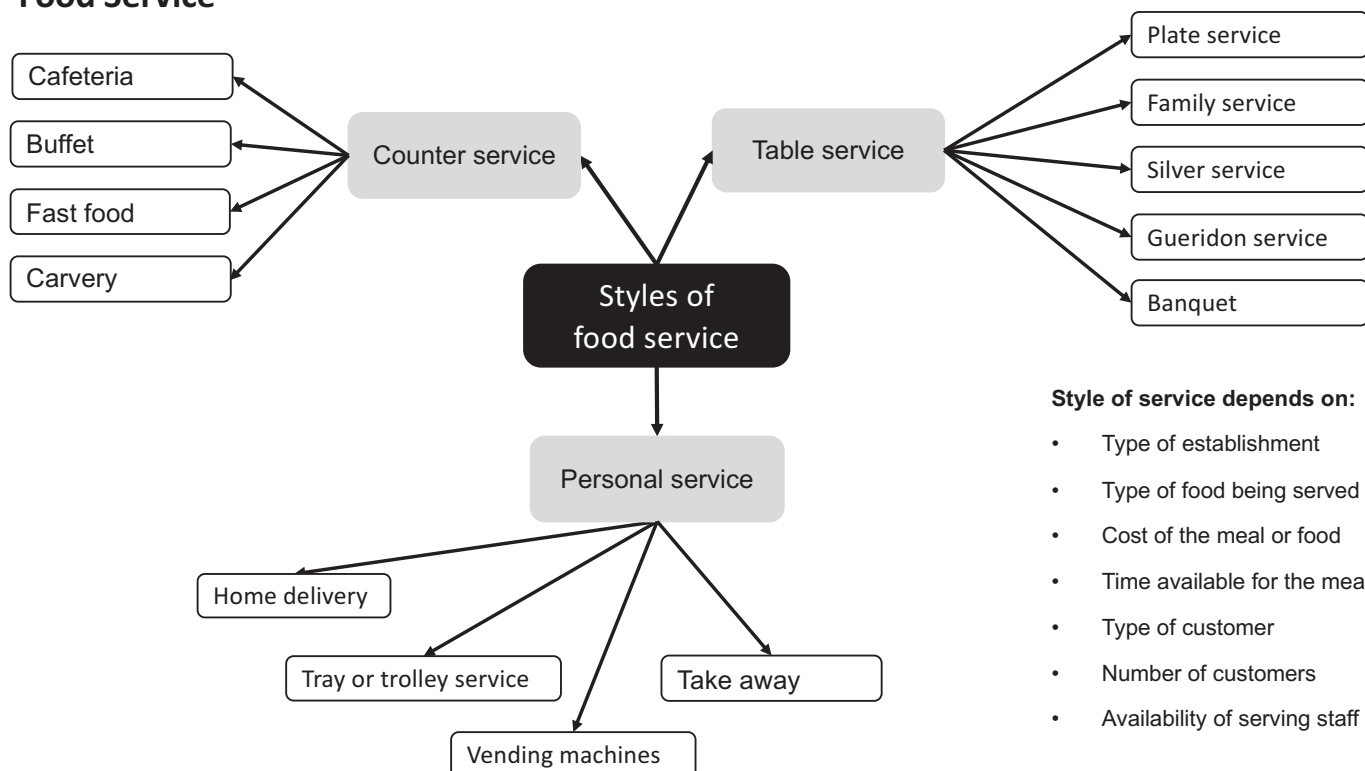 Food Service
Cafeteria
Buffet
Fast food
Carvery
Counter service
Table service
Plate service
Family service
Silver service
Gueridon service
Banquet
Styles of
food service
Personal service
Home delivery
Tray or trolley service
Vending machines
Take away
Style of service depends on:
• Type of establishment
• Type of food being served
• Cost of the meal or food
• Time available for the mea
• Type of customer
• Number of customers
• Availability of serving staff